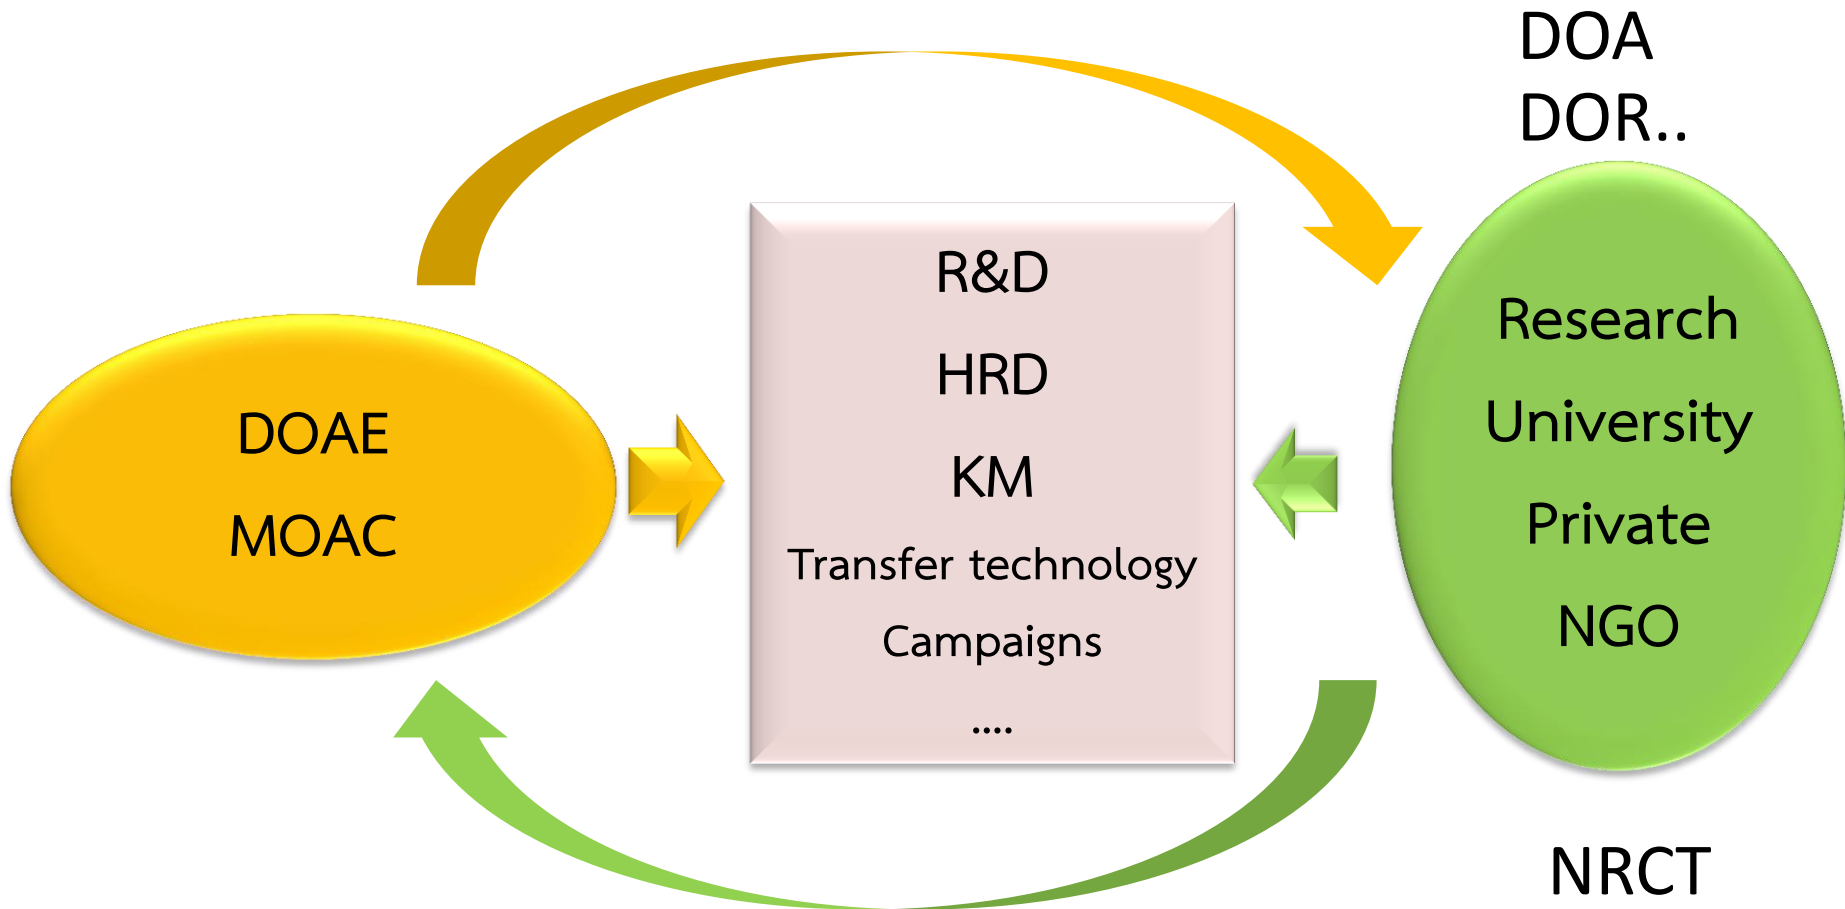 DOA
DOR..
DOAE
MOAC
R&D
HRD
KM
Transfer technology
Campaigns
....
Research
University
Private
NGO
NRCT